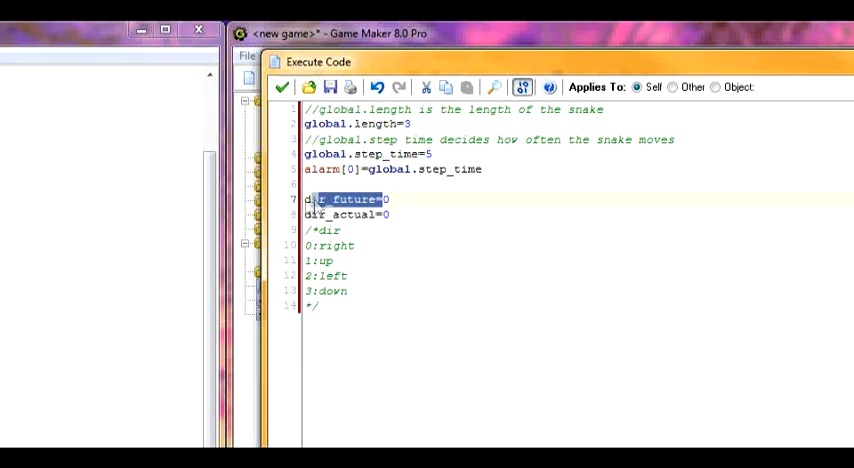 <new game>* - Game Maker 8.0 Pro
File
Execute Code
Applies To: Self Other Object:
1 //global.length is the length of the snake
2 global.length=3
3 //global.step time decides how often the snake moves
4 global.step_time=5
5 alarm[0]=global.step_time
6
7 dir_future=0
8 dir_actual=0
9 /*dir
10 0:right
11 1:up
12 2:left
13 3:down
14 */